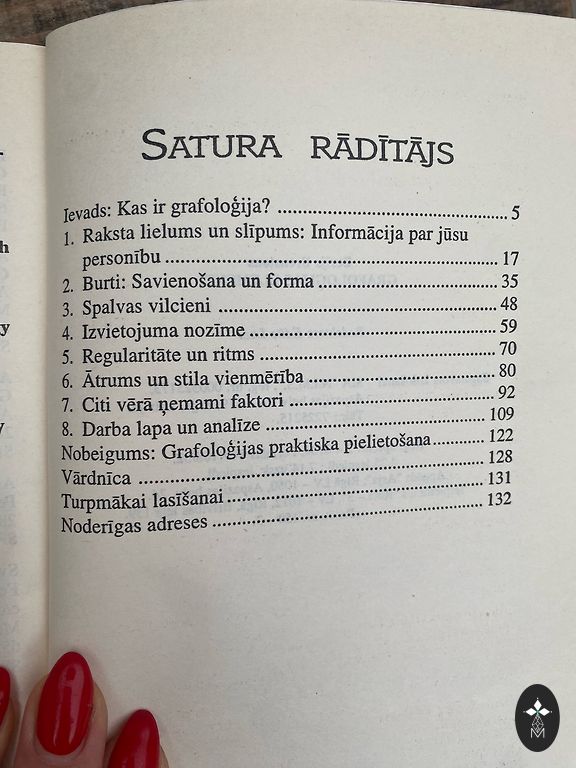 SATURA RĀDĪTĀJS
Ievads: Kas ir grafoloģija? ........ 5
1. Raksta lielums un slīpums: Informācija par jūsu
personību ........ 17
2. Burti: Savienošana un forma ........ 35
3. Spalvas vilcieni ........ 48
4. Izvietojuma nozīme ........ 59
5. Regularitāte un ritms ........ 70
6. Ātrums un stila vienmērība ........ 80
7. Citi vērā ņemami faktori ........ 92
8. Darba lapa un analīze ........ 109
Nobeigums: Grafoloģijas praktiska pielietošana ........ 122
Vārdnīca ........ 128
Turpmākai lasīšanai ........ 131
Noderīgas adreses ........ 132